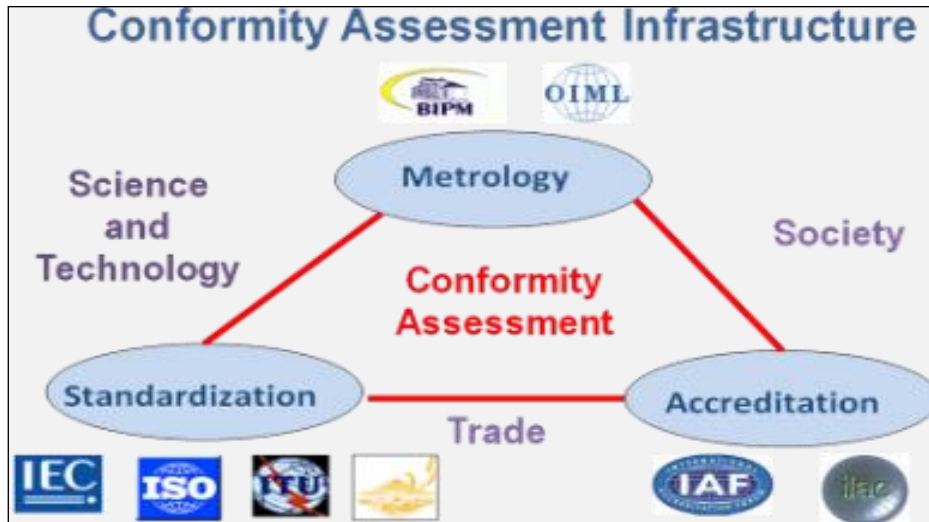 Conformity Assessment Infrastructure
BIPM
OIML
Metrology
Science
and
Technology
Society
Conformity
Assessment
Standardization
Accreditation
Trade
IEC
ISO
ITU
IAF
ilac